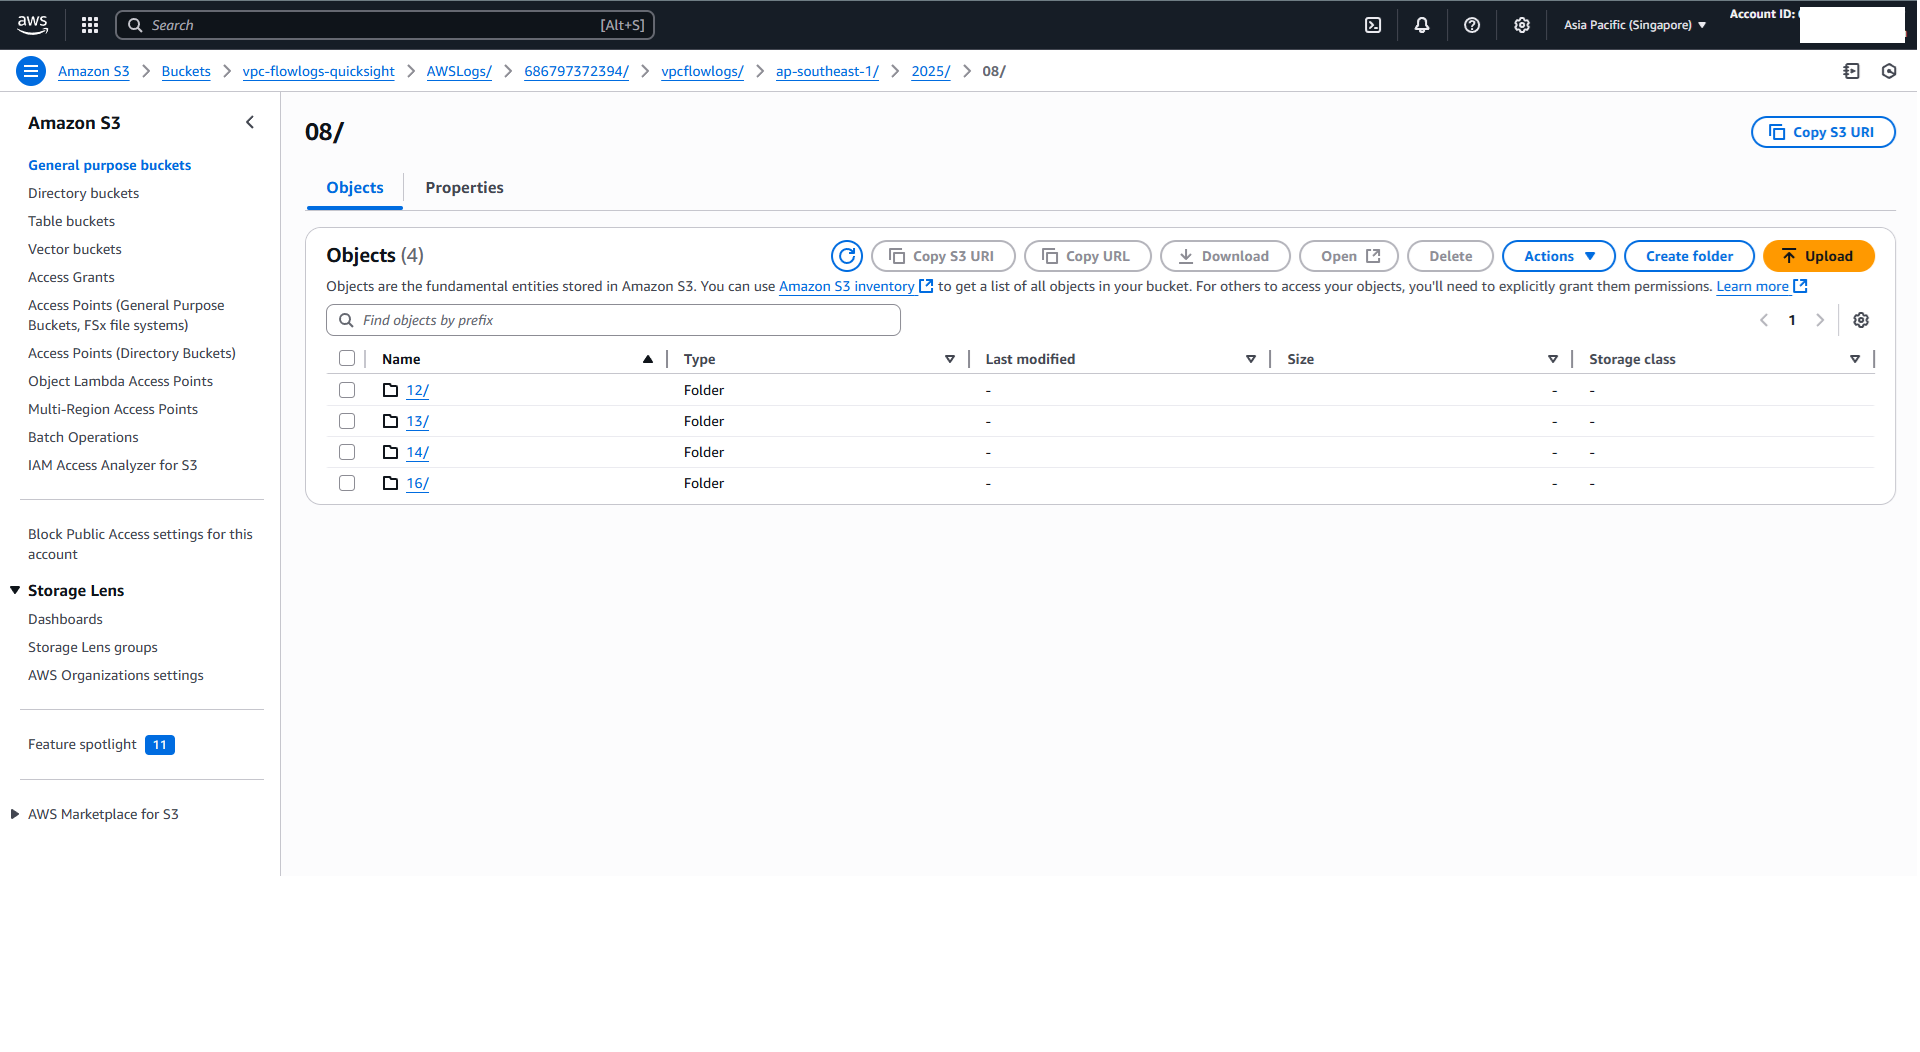 aws
Search [Alt+S]
Asia Pacific (Singapore)
Account ID:
Amazon S3
Buckets
vpc-flowlogs-quicksight
AWSLogs/
686797372394/
vpcflowlogs/
ap-southeast-1/
2025/
08/
Amazon S3
General purpose buckets
Directory buckets
Table buckets
Vector buckets
Access Grants
Access Points (General Purpose
Buckets, FSx file systems)
Access Points (Directory Buckets)
Object Lambda Access Points
Multi-Region Access Points
Batch Operations
IAM Access Analyzer for S3
Block Public Access settings for this
account
Storage Lens
Dashboards
Storage Lens groups
AWS Organizations settings
Feature spotlight 11
AWS Marketplace for S3
08/
Copy S3 URI
Objects
Properties
Objects (4)
Copy S3 URI
Copy URL
Download
Open
Delete
Actions
Create folder
Upload
Objects are the fundamental entities stored in Amazon S3. You can use Amazon S3 inventory to get a list of all objects in your bucket. For others to access your objects, you'll need to explicitly grant them permissions. Learn more
Find objects by prefix
1
Name Type Last modified Size Storage class
12/ Folder - - -
13/ Folder - - -
14/ Folder - - -
16/ Folder - - -